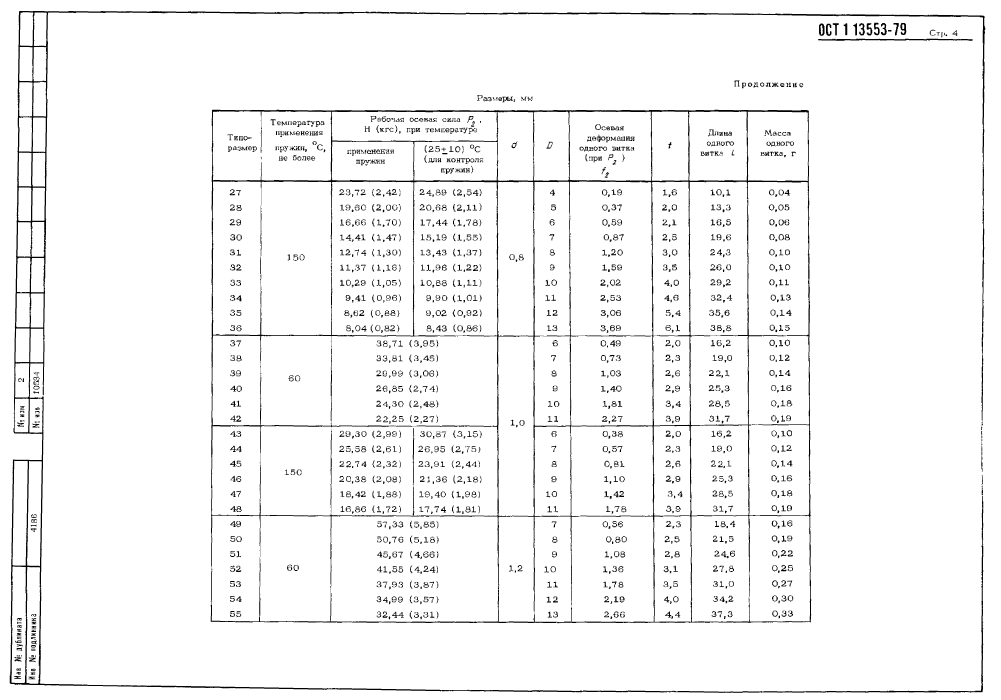 ОСТ 1 13553-79 Стр. 4
Продолжение
Размеры, мм
Типо-
размер
Температура
применения
пружин, °С,
не более
Рабочая осевая сила P2,
Н (кгс), при температуре
применения
пружин
(25±10) °С
(для контроля
пружин)
d
D
Осевая
деформация
одного витка
(при P2)
f2
t
Длина
одного
витка l
Масса
одного
витка, г
27 23,72 (2,42) 24,89 (2,54) 4 0,19 1,6 10,1 0,04
28 19,60 (2,00) 20,68 (2,11) 5 0,37 2,0 13,3 0,05
29 16,66 (1,70) 17,44 (1,78) 6 0,59 2,1 16,5 0,06
30 14,41 (1,47) 15,19 (1,55) 7 0,87 2,5 19,6 0,08
31 150 12,74 (1,30) 13,43 (1,37) 0,8 8 1,20 3,0 24,3 0,10
32 11,37 (1,16) 11,96 (1,22) 9 1,59 3,5 26,0 0,10
33 10,29 (1,05) 10,88 (1,11) 10 2,02 4,0 29,2 0,11
34 9,41 (0,96) 9,90 (1,01) 11 2,53 4,6 32,4 0,13
35 8,62 (0,88) 9,02 (0,92) 12 3,06 5,4 35,6 0,14
36 8,04 (0,82) 8,43 (0,86) 13 3,69 6,1 38,8 0,15
37 38,71 (3,95) 6 0,49 2,0 16,2 0,10
38 33,81 (3,45) 7 0,73 2,3 19,0 0,12
39 60 29,99 (3,06) 8 1,03 2,6 22,1 0,14
40 26,85 (2,74) 9 1,40 2,9 25,3 0,16
41 24,30 (2,48) 10 1,81 3,4 28,5 0,18
42 22,25 (2,27) 1,0 11 2,27 3,9 31,7 0,19
43 29,30 (2,99) 30,87 (3,15) 6 0,38 2,0 16,2 0,10
44 25,58 (2,61) 26,95 (2,75) 7 0,57 2,3 19,0 0,12
45 150 22,74 (2,32) 23,91 (2,44) 8 0,81 2,6 22,1 0,14
46 20,38 (2,08) 21,36 (2,18) 9 1,10 2,9 25,3 0,16
47 18,42 (1,88) 19,40 (1,98) 10 1,42 3,4 28,5 0,18
48 16,86 (1,72) 17,74 (1,81) 11 1,78 3,9 31,7 0,19
49 57,33 (5,85) 7 0,56 2,3 18,4 0,16
50 50,76 (5,18) 8 0,80 2,5 21,5 0,19
51 45,67 (4,66) 9 1,08 2,8 24,6 0,22
52 60 41,55 (4,24) 1,2 10 1,36 3,1 27,8 0,25
53 37,93 (3,87) 11 1,78 3,5 31,0 0,27
54 34,99 (3,57) 12 2,19 4,0 34,2 0,30
55 32,44 (3,31) 13 2,66 4,4 37,3 0,33
№ изм 2
№ изв 10534
Инв № дубликата
Инв № подлинника 4186